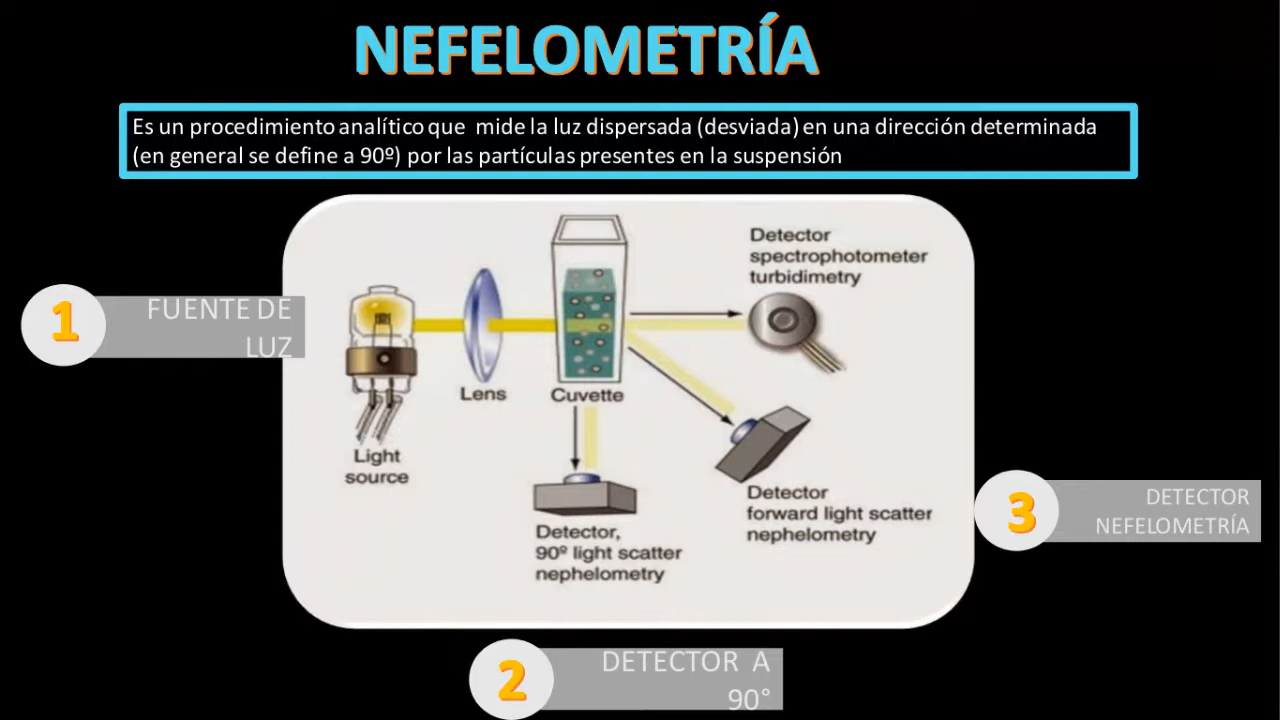 NEFELOMETRÍA
Es un procedimiento analítico que mide la luz dispersada (desviada) en una dirección determinada
(en general se define a 90º) por las partículas presentes en la suspensión
Detector
spectrophotometer
turbidimetry
1
FUENTE DE
LUZ
Lens
Cuvette
Light
source
Detector
forward light scatter
nephelometry
Detector,
90º light scatter
nephelometry
3
DETECTOR
NEFELOMETRÍA
2
DETECTOR A
90°